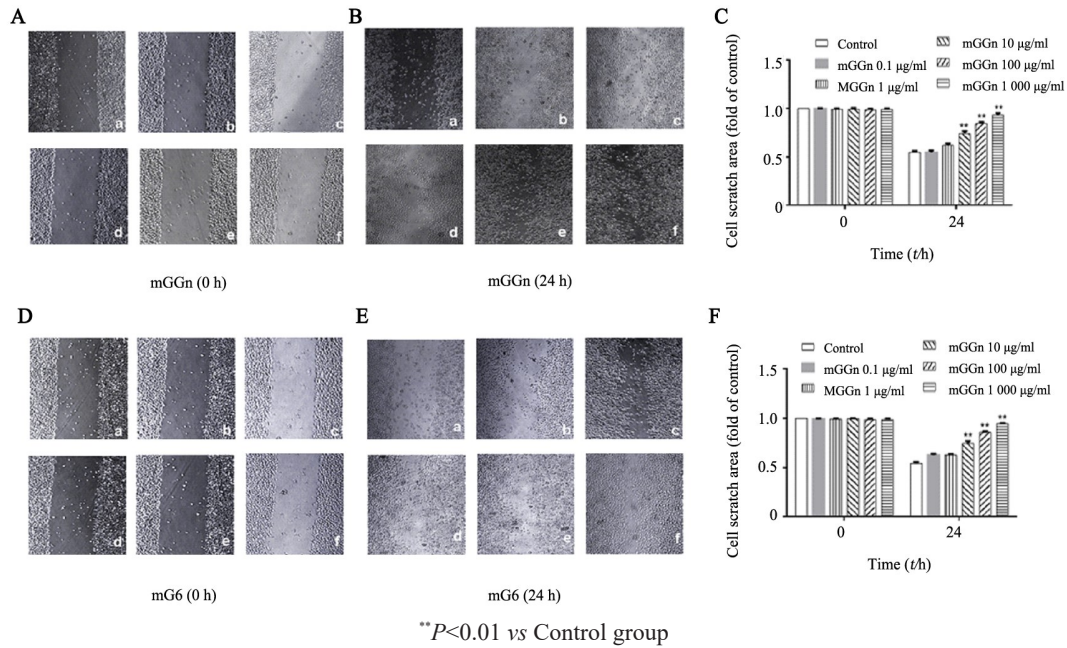 A
B
C
a
b
c
d
e
f
mGGn (0 h)
a
b
c
d
e
f
mGGn (24 h)
Control
mGGn 0.1 μg/ml
MGGn 1 μg/ml
mGGn 10 μg/ml
mGGn 100 μg/ml
mGGn 1 000 μg/ml
Cell scratch area (fold of control)
1.5
1.0
0.5
0
** ** **
0 24
Time (t/h)
D
E
F
a
b
c
d
e
f
mG6 (0 h)
a
b
c
d
e
f
mG6 (24 h)
Control
mGGn 0.1 μg/ml
MGGn 1 μg/ml
mGGn 10 μg/ml
mGGn 100 μg/ml
mGGn 1 000 μg/ml
Cell scratch area (fold of control)
1.5
1.0
0.5
0
** ** **
0 24
Time (t/h)
**P<0.01 vs Control group